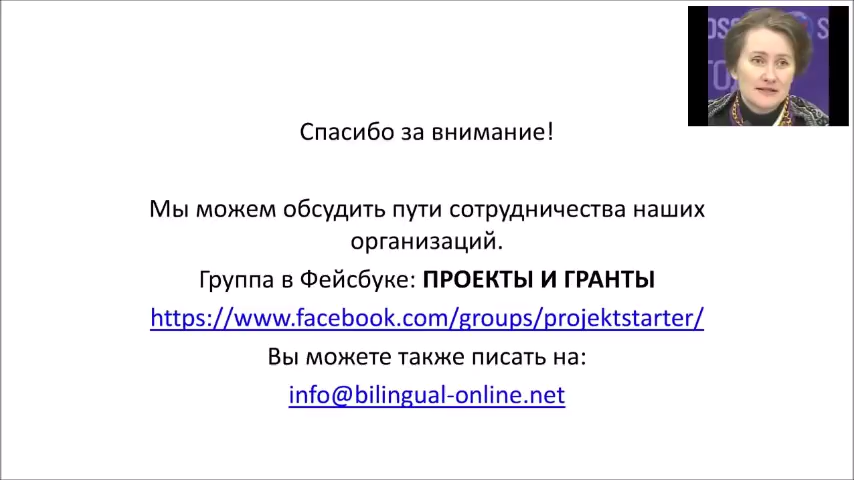 Спасибо за внимание!
Мы можем обсудить пути сотрудничества наших
организаций.
Группа в Фейсбуке: ПРОЕКТЫ И ГРАНТЫ
https://www.facebook.com/groups/projektstarter/
Вы можете также писать на:
info@bilingual-online.net